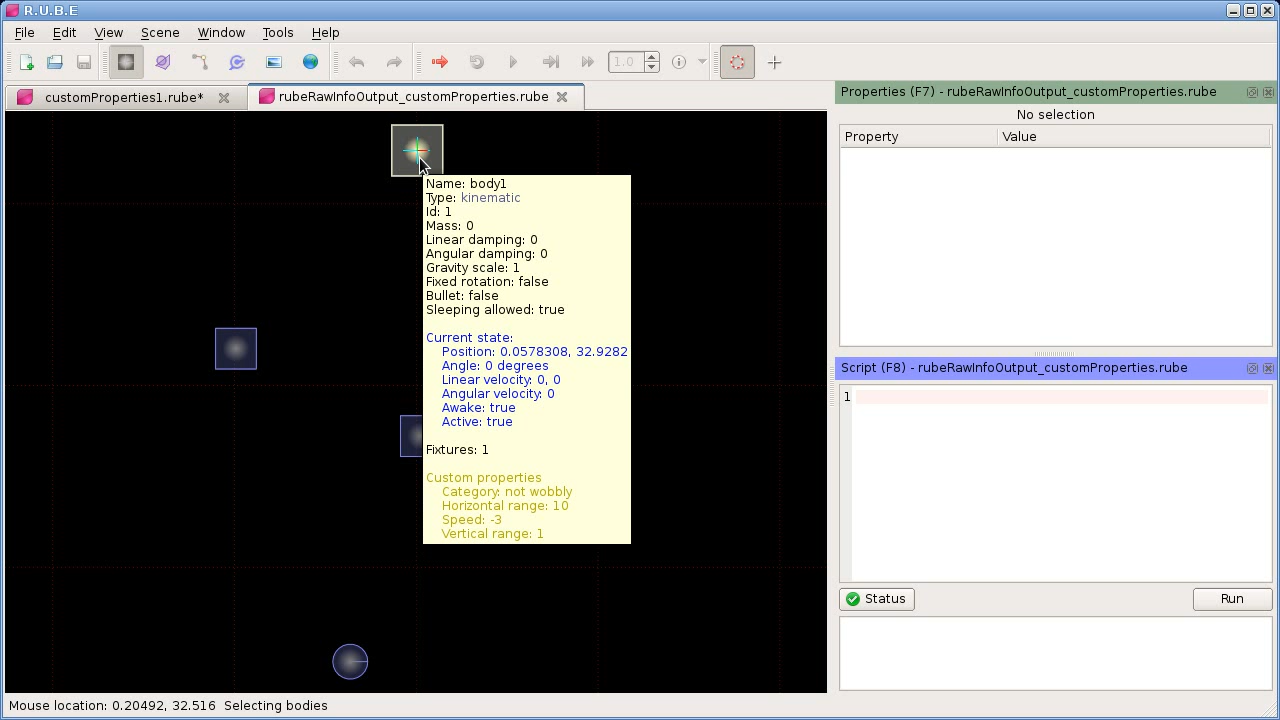 R.U.B.E
File Edit View Scene Window Tools Help
1.0
customProperties1.rube*
rubeRawInfoOutput_customProperties.rube
Properties (F7) - rubeRawInfoOutput_customProperties.rube
No selection
Property Value
Name: body1
Type: kinematic
Id: 1
Mass: 0
Linear damping: 0
Angular damping: 0
Gravity scale: 1
Fixed rotation: false
Bullet: false
Sleeping allowed: true
Current state:
Position: 0.0578308, 32.9282
Angle: 0 degrees
Linear velocity: 0, 0
Angular velocity: 0
Awake: true
Active: true
Fixtures: 1
Custom properties
Category: not wobbly
Horizontal range: 10
Speed: -3
Vertical range: 1
Script (F8) - rubeRawInfoOutput_customProperties.rube
1
Status
Run
Mouse location: 0.20492, 32.516 Selecting bodies